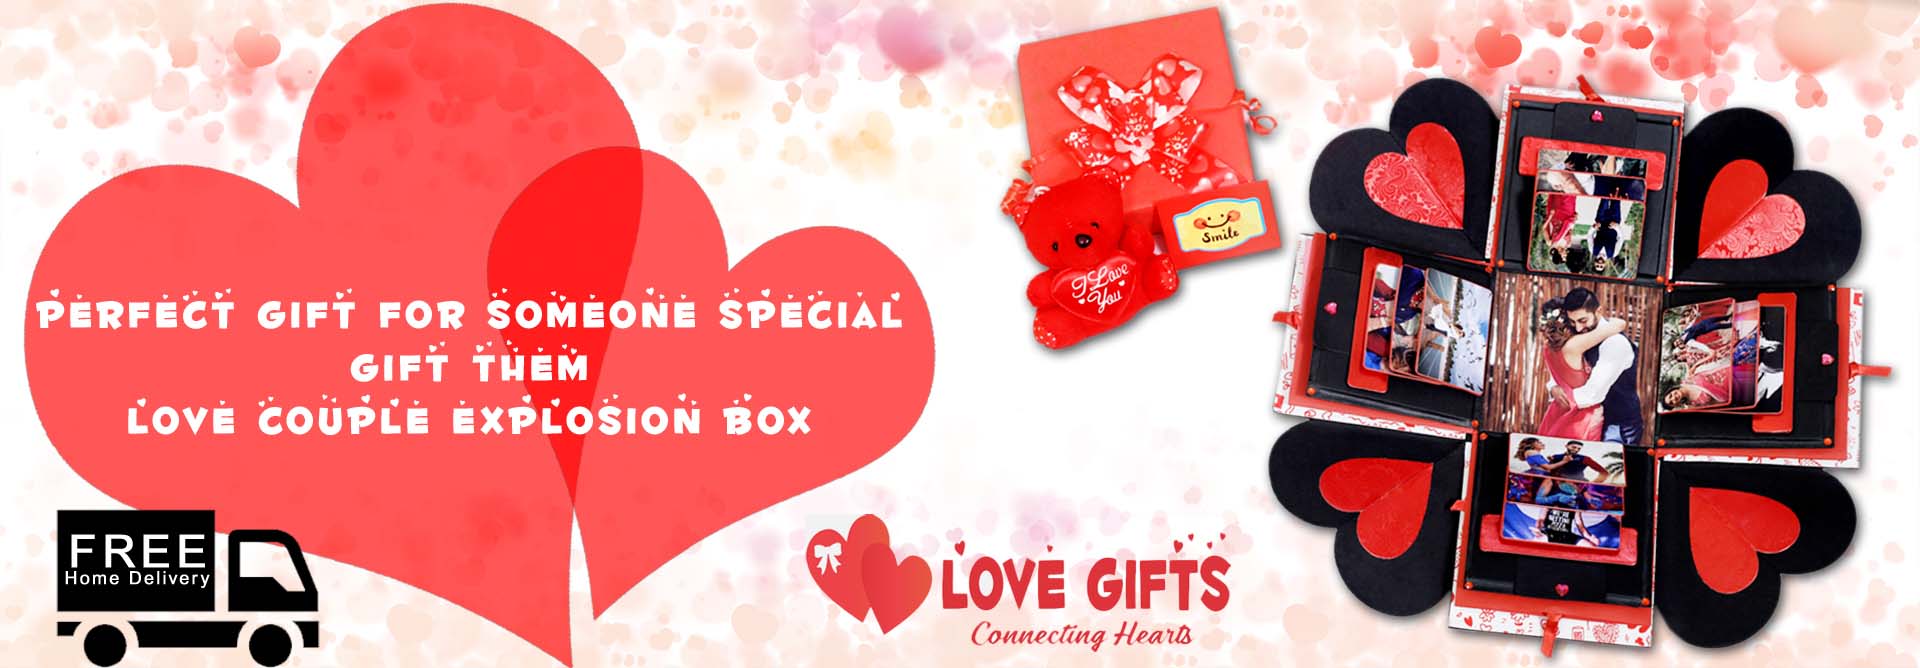 PERFECT GIFT FOR SOMEONE SPECIAL
GIFT THEM
LOVE COUPLE EXPLOSION BOX
FREE
Home Delivery
Smile
I Love
You
LOVE GIFTS
Connecting Hearts